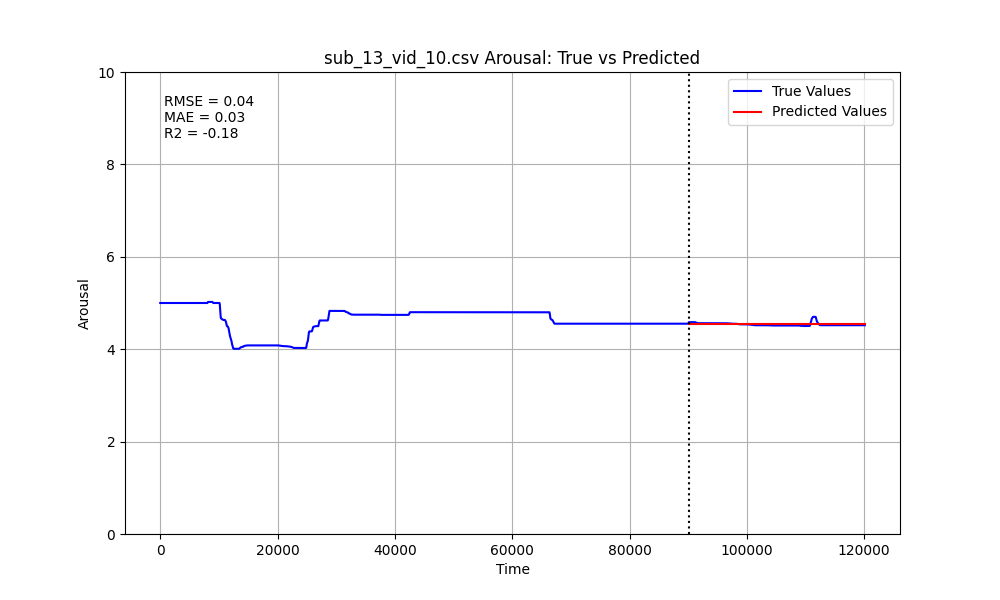 sub_13_vid_10.csv Arousal: True vs Predicted
RMSE = 0.04
MAE = 0.03
R2 = -0.18
True Values
Predicted Values
Arousal
10
8
6
4
2
0
0
20000
40000
60000
80000
100000
120000
Time